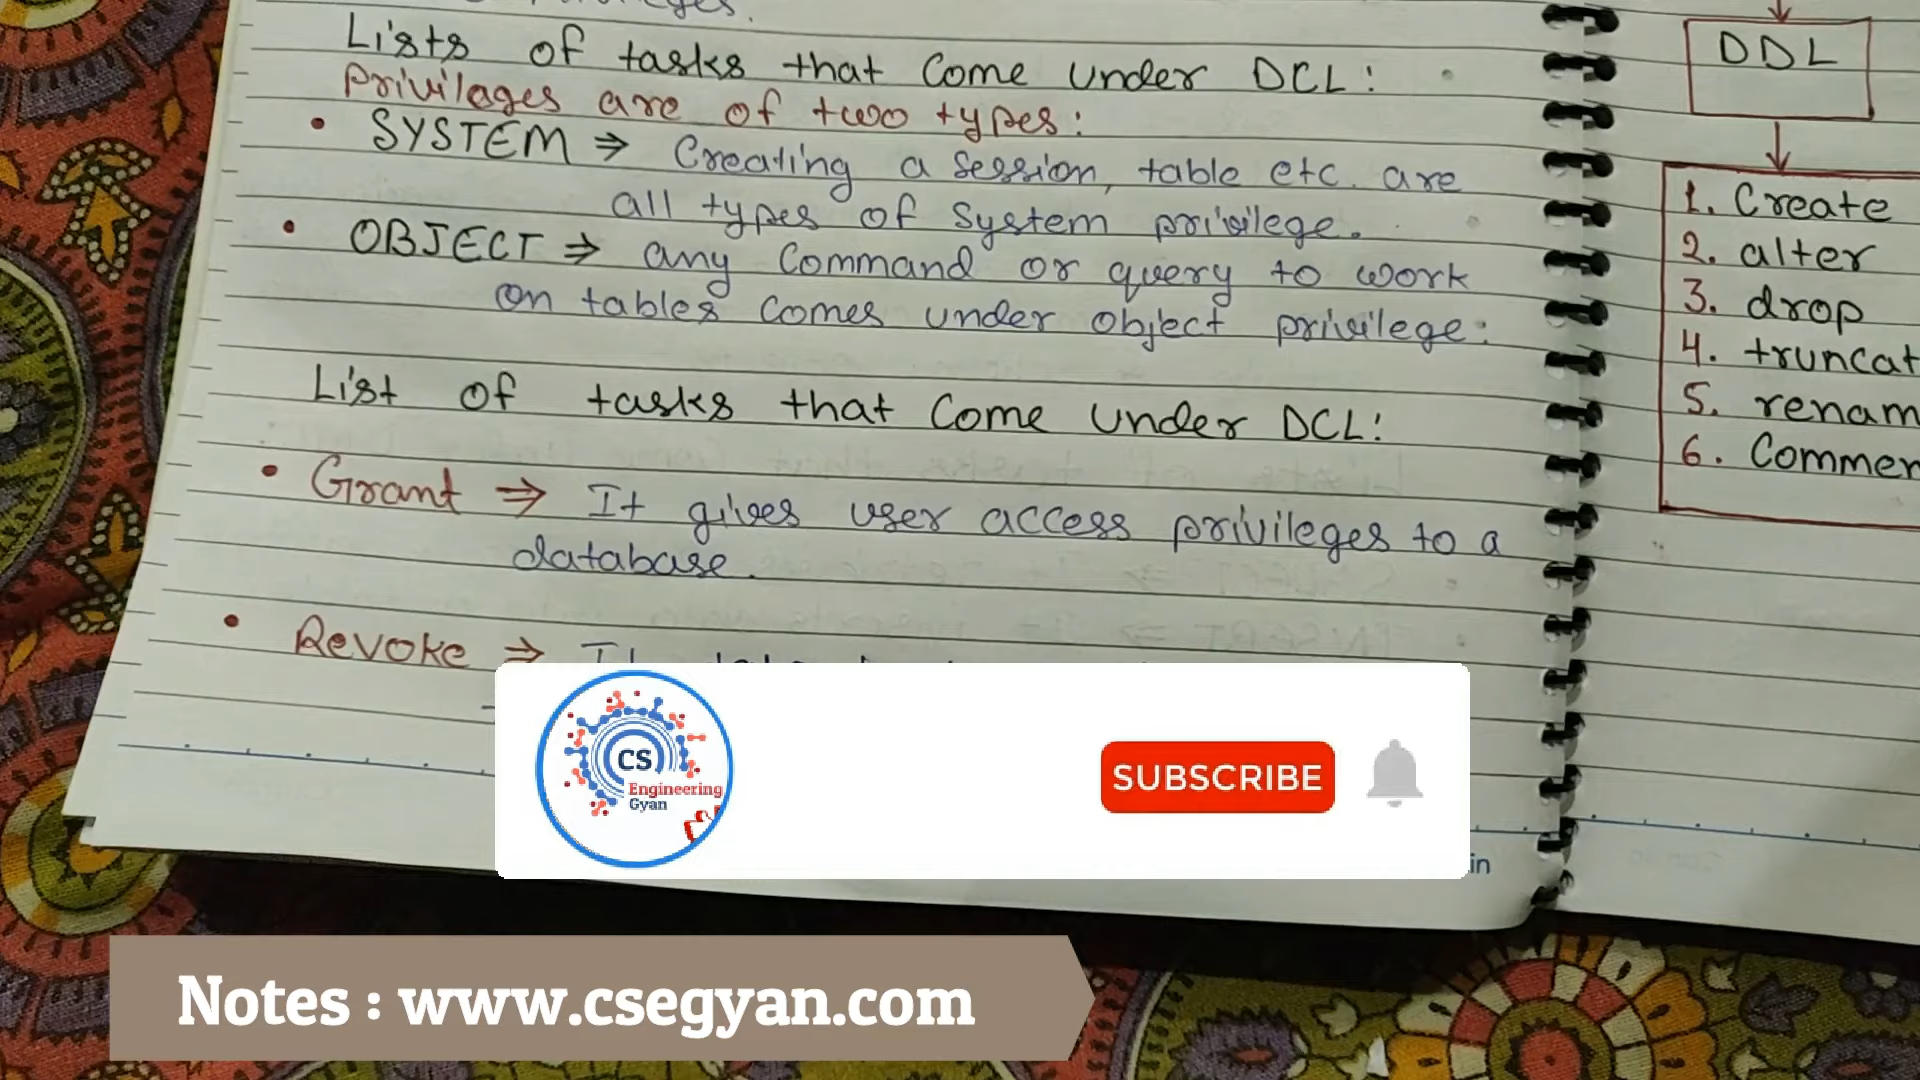 Lists of tasks that Come under DCL:
Privilages are of two types:
• SYSTEM ⇒ Creating a session, table etc. are
all types of System privilege.
• OBJECT ⇒ any Command or query to work
on tables comes under object privilege.
List of tasks that Come under DCL:
• Grant ⇒ It gives user access privileges to a
database.
• Revoke ⇒ It
DDL
1. Create
2. alter
3. drop
4. truncat
5. renam
6. Commen
CS
Engineering
Gyan
SUBSCRIBE
in
Notes : www.csegyan.com